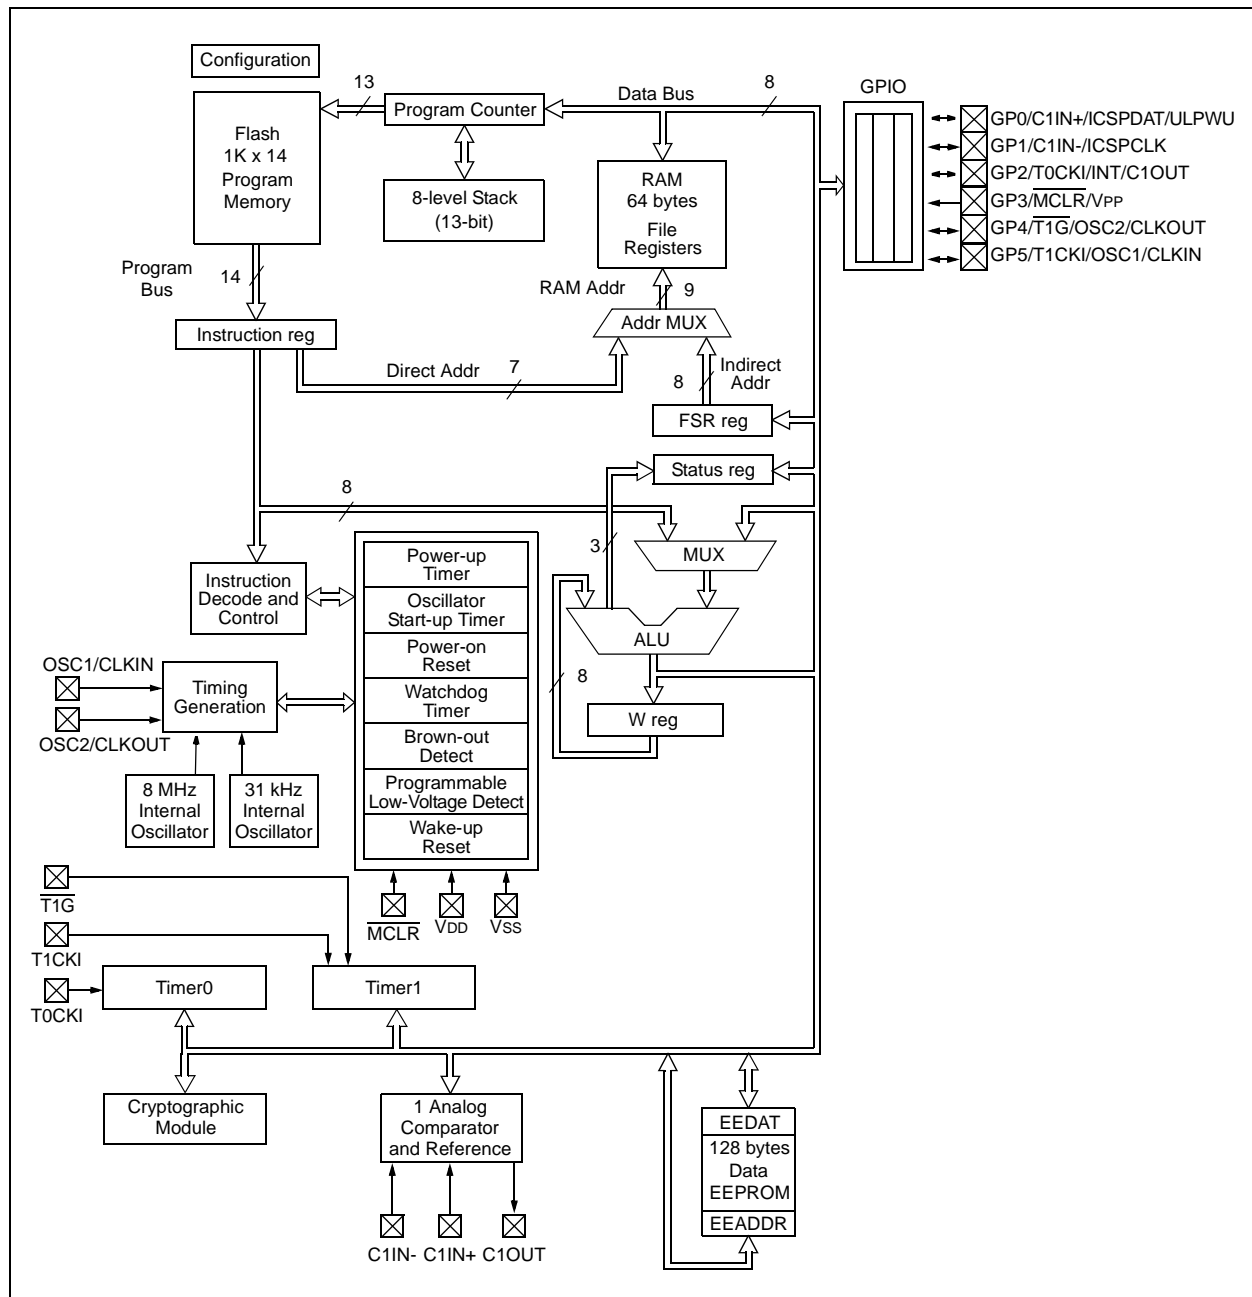 Configuration
13
Program Counter
Data Bus
8
GPIO
Flash
1K x 14
Program
Memory
8-level Stack
(13-bit)
RAM
64 bytes
File
Registers
GP0/C1IN+/ICSPDAT/ULPWU
GP1/C1IN-/ICSPCLK
GP2/T0CKI/INT/C1OUT
GP3/MCLR/VPP
GP4/T1G/OSC2/CLKOUT
GP5/T1CKI/OSC1/CLKIN
Program
Bus
14
RAM Addr
9
Instruction reg
Addr MUX
Direct Addr
7
8
Indirect
Addr
FSR reg
Status reg
8
3
MUX
Instruction
Decode and
Control
Power-up
Timer
Oscillator
Start-up Timer
Power-on
Reset
Watchdog
Timer
Brown-out
Detect
Programmable
Low-Voltage Detect
Wake-up
Reset
ALU
8
W reg
OSC1/CLKIN
Timing
Generation
OSC2/CLKOUT
8 MHz
Internal
Oscillator
31 kHz
Internal
Oscillator
T1G
MCLR
VDD
VSS
T1CKI
T0CKI
Timer0
Timer1
Cryptographic
Module
1 Analog
Comparator
and Reference
C1IN-
C1IN+
C1OUT
EEDAT
128 bytes
Data
EEPROM
EEADDR